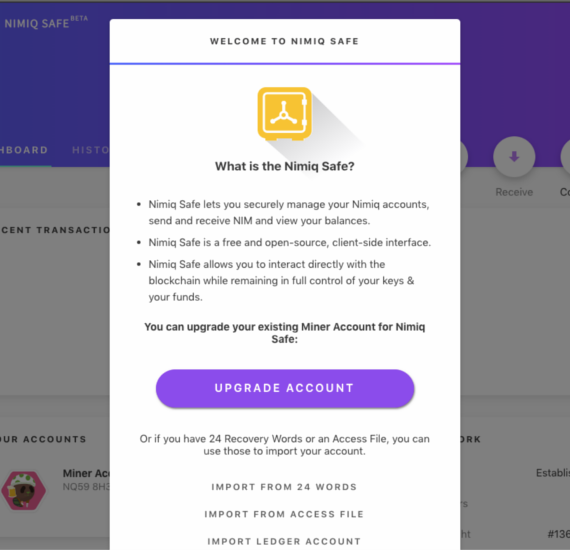 NIMIQ SAFE BETA
WELCOME TO NIMIQ SAFE
What is the Nimiq Safe?
• Nimiq Safe lets you securely manage your Nimiq accounts,
send and receive NIM and view your balances.
• Nimiq Safe is a free and open-source, client-side interface.
• Nimiq Safe allows you to interact directly with the
blockchain while remaining in full control of your keys &
your funds.
You can upgrade your existing Miner Account for Nimiq
Safe:
UPGRADE ACCOUNT
Or if you have 24 Recovery Words or an Access File, you can
use those to import your account.
IMPORT FROM 24 WORDS
IMPORT FROM ACCESS FILE
IMPORT LEDGER ACCOUNT
HBOARD
HISTO
Receive
Co
CENT TRANSACTIO
OUR ACCOUNTS
Miner Acc
NQ59 8H3
ORK
Establis
rs
ht
#136